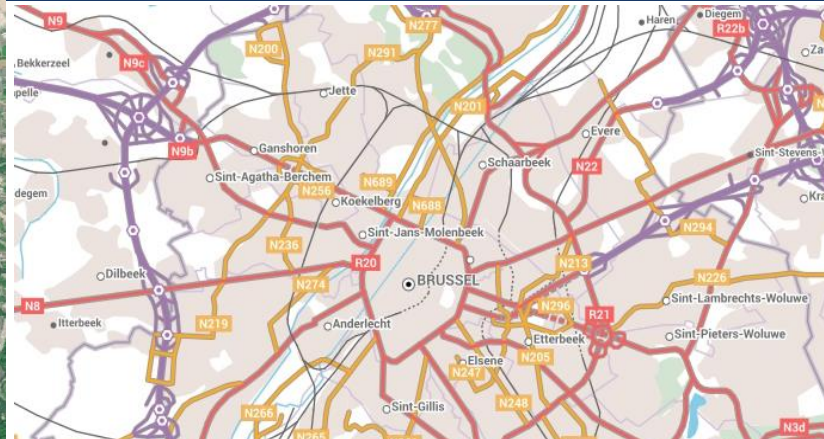 N9
N277
Haren
Diegem
R22b
N200
N291
N9c
Bekkerzeel
Jette
N201
Evere
Ganshoren
N9b
Schaarbeek
Sint-Agatha-Berchem
N256
N689
N22
Koekelberg
N688
Sint-Jans-Molenbeek
N294
N236
R20
N213
Dilbeek
N274
BRUSSEL
N226
N8
N296
Sint-Lambrechts-Woluwe
Itterbeek
N219
Anderlecht
R21
Etterbeek
Sint-Pieters-Woluwe
Elsene
N205
N247
N266
Sint-Gillis
N248
N265
N3d